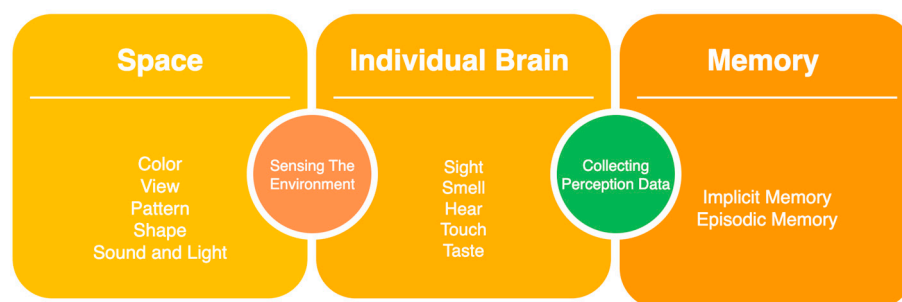 Space
Color
View
Pattern
Shape
Sound and Light
Sensing The
Environment
Individual Brain
Sight
Smell
Hear
Touch
Taste
Collecting
Perception Data
Memory
Implicit Memory
Episodic Memory